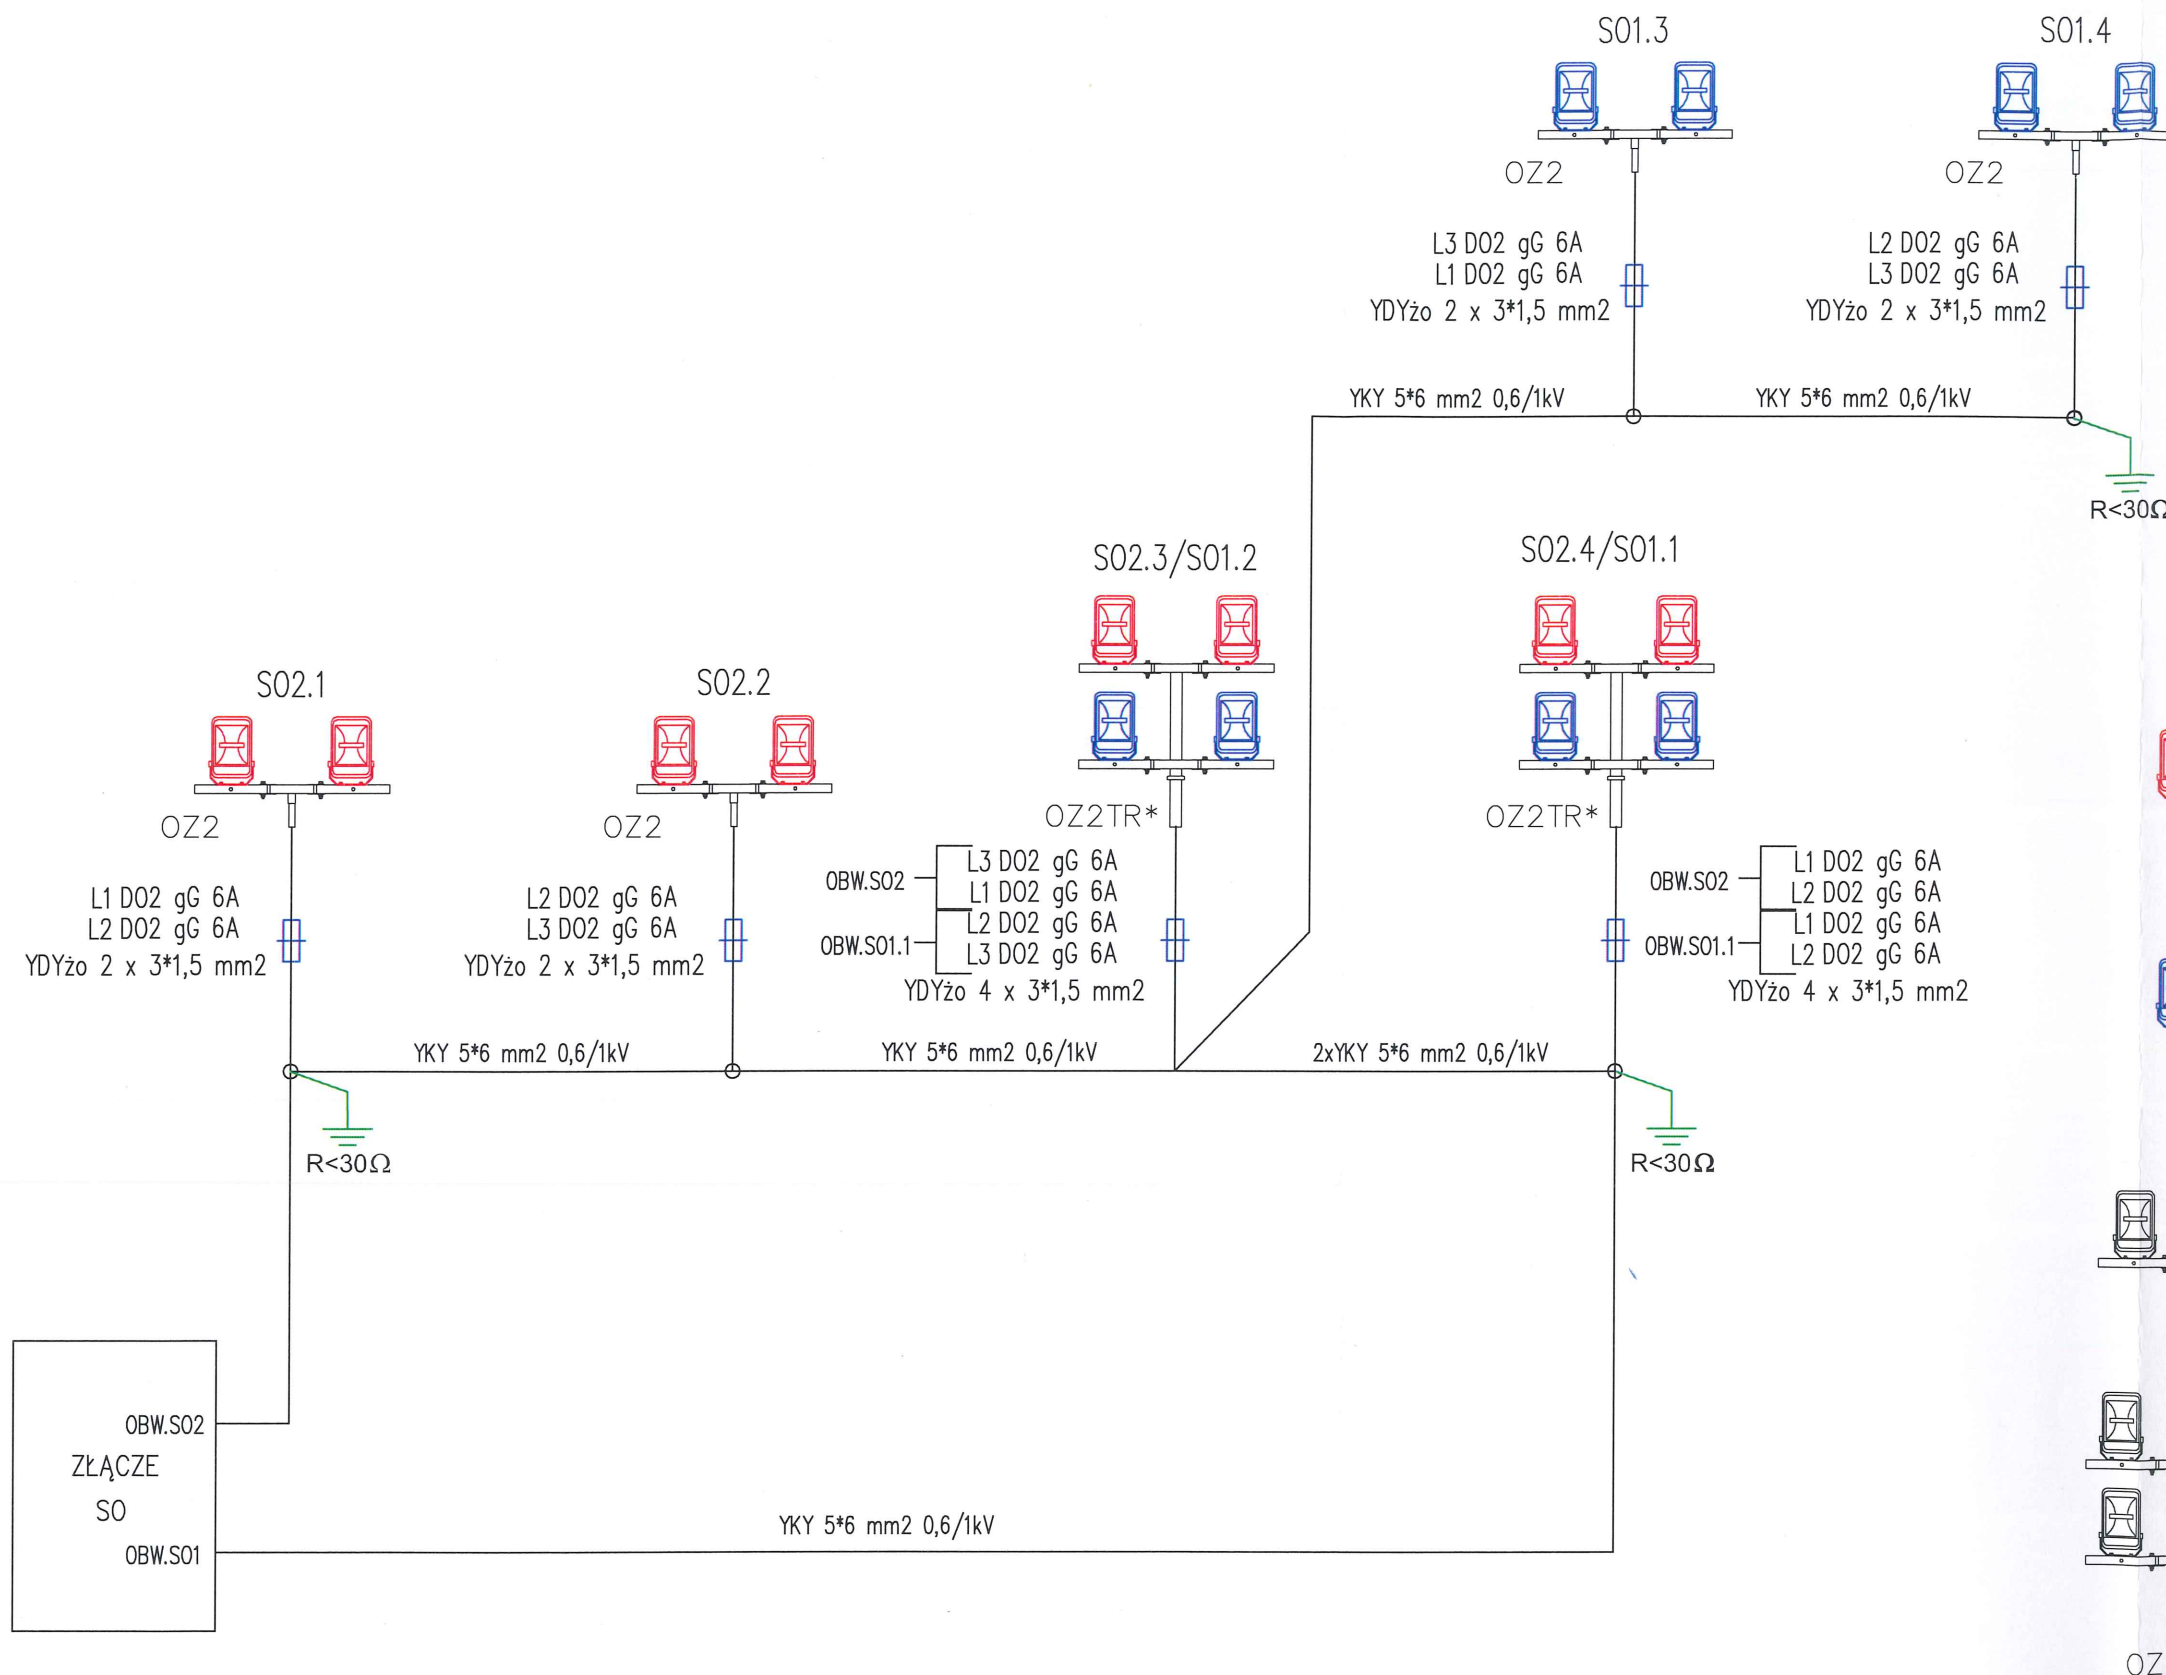 S01.3
S01.4
OZ2
OZ2
L3 D02 gG 6A
L1 D02 gG 6A
YDYżo 2 x 3*1,5 mm2
L2 D02 gG 6A
L3 D02 gG 6A
YDYżo 2 x 3*1,5 mm2
YKY 5*6 mm2 0,6/1kV
YKY 5*6 mm2 0,6/1kV
R<30Ω
S02.3/S01.2
S02.4/S01.1
S02.1
S02.2
OZ2
OZ2
OZ2TR*
OZ2TR*
L1 D02 gG 6A
L2 D02 gG 6A
YDYżo 2 x 3*1,5 mm2
L2 D02 gG 6A
L3 D02 gG 6A
YDYżo 2 x 3*1,5 mm2
OBW.S02
L3 D02 gG 6A
L1 D02 gG 6A
OBW.S01.1
L2 D02 gG 6A
L3 D02 gG 6A
YDYżo 4 x 3*1,5 mm2
OBW.S02
L1 D02 gG 6A
L2 D02 gG 6A
OBW.S01.1
L1 D02 gG 6A
L2 D02 gG 6A
YDYżo 4 x 3*1,5 mm2
YKY 5*6 mm2 0,6/1kV
YKY 5*6 mm2 0,6/1kV
2xYKY 5*6 mm2 0,6/1kV
R<30Ω
R<30Ω
OBW.S02
ZŁĄCZE
SO
OBW.S01
YKY 5*6 mm2 0,6/1kV